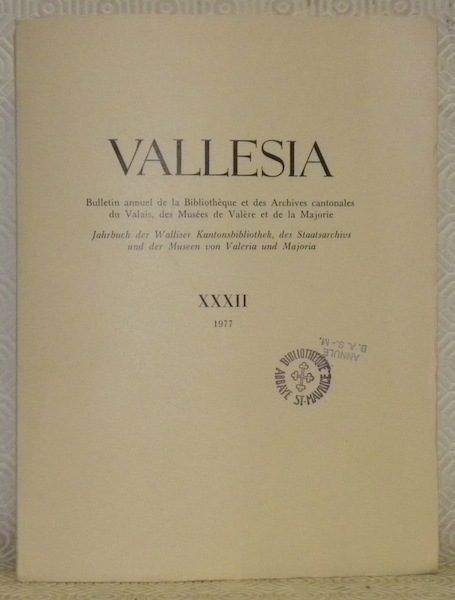 VALLESIA
Bulletin annuel de la Bibliothèque et des Archives cantonales
du Valais, des Musées de Valère et de la Majorie
Jahrbuch der Walliser Kantonsbibliothek, des Staatsarchivs
und der Museen von Valeria und Majoria
XXXII
1977
ANNULÉ
B. A. S.-M.
BIBLIOTHÈQUE
ABBAYE ST-MAURICE